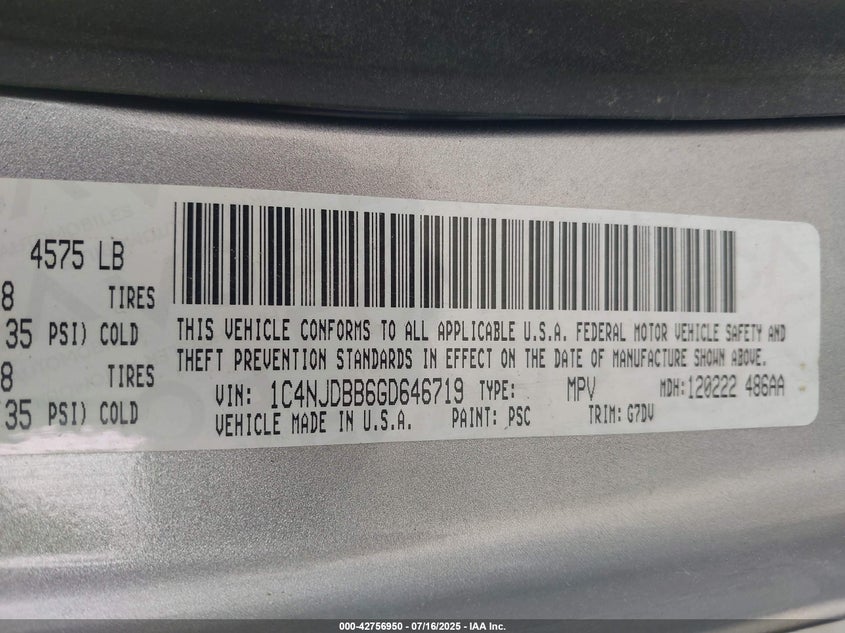 4575 LB
8 TIRES
35 PSI) COLD
8 TIRES
35 PSI) COLD
THIS VEHICLE CONFORMS TO ALL APPLICABLE U.S.A. FEDERAL MOTOR VEHICLE SAFETY AND
THEFT PREVENTION STANDARDS IN EFFECT ON THE DATE OF MANUFACTURE SHOWN ABOVE.
VIN: 1C4NJDBB6GD646719 TYPE: MPV MDH:120222 486AA
VEHICLE MADE IN U.S.A. PAINT: PSC TRIM: G7DV
000-42756950 - 07/16/2025 - IAA Inc.